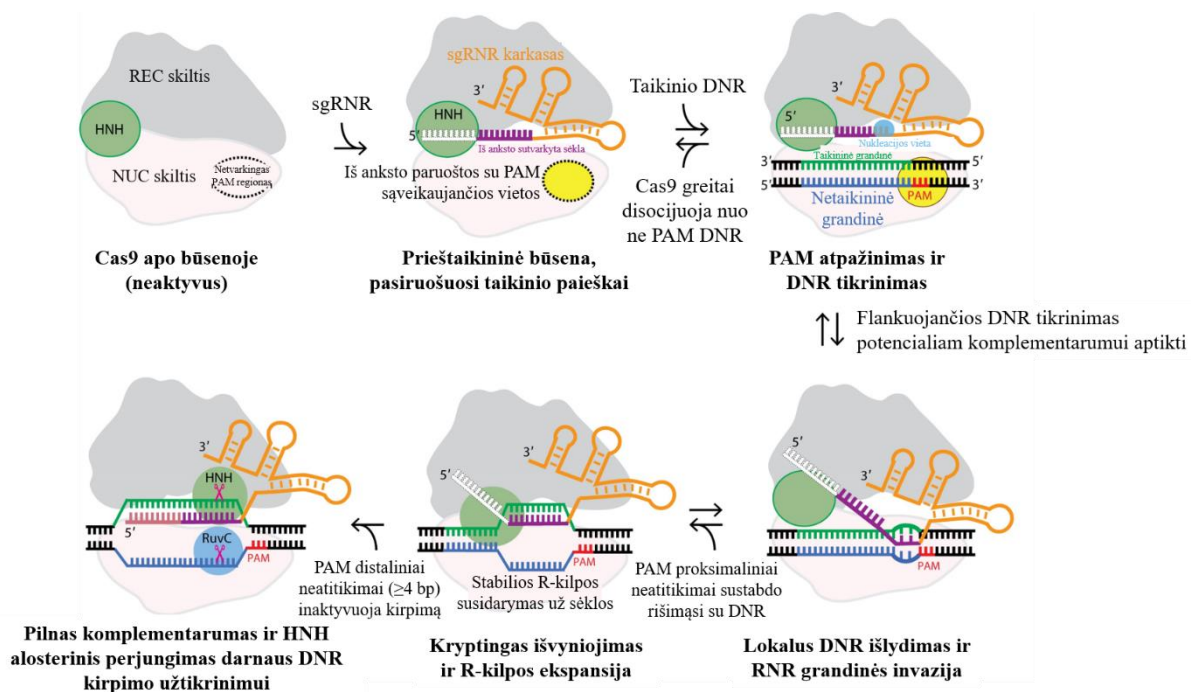 REC skiltis
HNH
NUC skiltis
Netvarkingas
PAM regionas
Cas9 apo būsenoje
(neaktyvus)
sgRNR
sgRNR karkasas
3′
HNH
5′
Iš anksto sutvarkyta sėkla
Iš anksto paruoštos su PAM
sąveikaujančios vietos
Prieštaikininė būsena,
pasiruošuosi taikinio paieškai
Taikinio DNR
Cas9 greitai
disocijuoja nuo
ne PAM DNR
3′
5′
Nukleacijos vieta
Taikininė grandinė
3′
5′
5′
3′
PAM
Netaikininė
grandinė
PAM atpažinimas ir
DNR tikrinimas
Flankuojančios DNR tikrinimas
potencialiam komplementarumui aptikti
3′
HNH
5′
RuvC
PAM
Pilnas komplementarumas ir HNH
alosterinis perjungimas darnaus DNR
kirpimo užtikrinimui
PAM distaliniai
neatitikimai (≥4 bp)
inaktyvuoja kirpimą
3′
5′
PAM
Stabilios R-kilpos
susidarymas už sėklos
Kryptingas išvyniojimas
ir R-kilpos ekspansija
PAM proksimaliniai
neatitikimai sustabdo
rišimąsi su DNR
5′
3′
PAM
Lokalus DNR išlydimas ir
RNR grandinės invazija